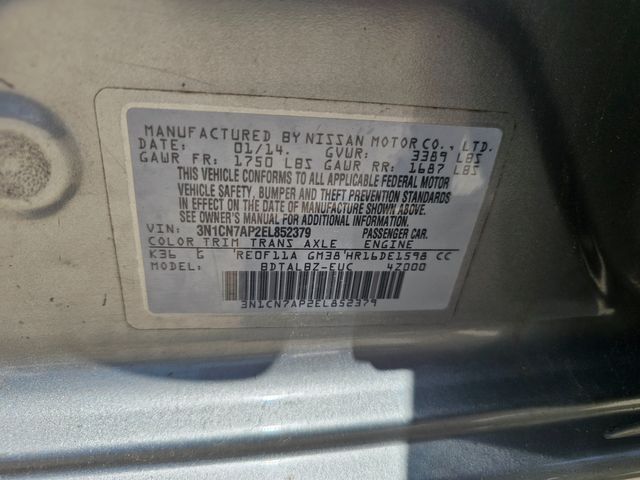 MANUFACTURED BY NISSAN MOTOR CO., LTD.
DATE: 01/14. GVWR: 3389 LBS
GAWR FR: 1750 LBS GAWR RR: 1687 LBS
THIS VEHICLE CONFORMS TO ALL APPLICABLE FEDERAL MOTOR
VEHICLE SAFETY, BUMPER AND THEFT PREVENTION STANDARDS
IN EFFECT ON THE DATE OF MANUFACTURE SHOWN ABOVE.
SEE OWNER'S MANUAL FOR ADDITIONAL INFORMATION.
VIN: 3N1CN7AP2EL852379 PASSENGER CAR.
COLOR TRIM TRANS AXLE ENGINE
K36 G RE0F11A GM38 HR16DE1598 CC
MODEL: BDTALBZ-EUC 4Z000
3N1CN7AP2EL852379